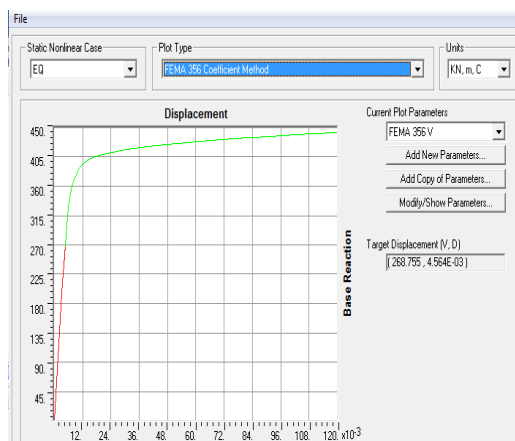 File
Static Nonlinear Case
EQ
Plot Type
FEMA 356 Coefficient Method
Units
KN, m, C
Displacement
450.
405.
360.
315.
270.
225.
180.
135.
90.
45.
12. 24. 36. 48. 60. 72. 84. 96. 108. 120. x10-3
Base Reaction
Current Plot Parameters
FEMA 356 V
Add New Parameters...
Add Copy of Parameters...
Modify/Show Parameters...
Target Displacement (V, D)
( 268.755 , 4.564E-03 )